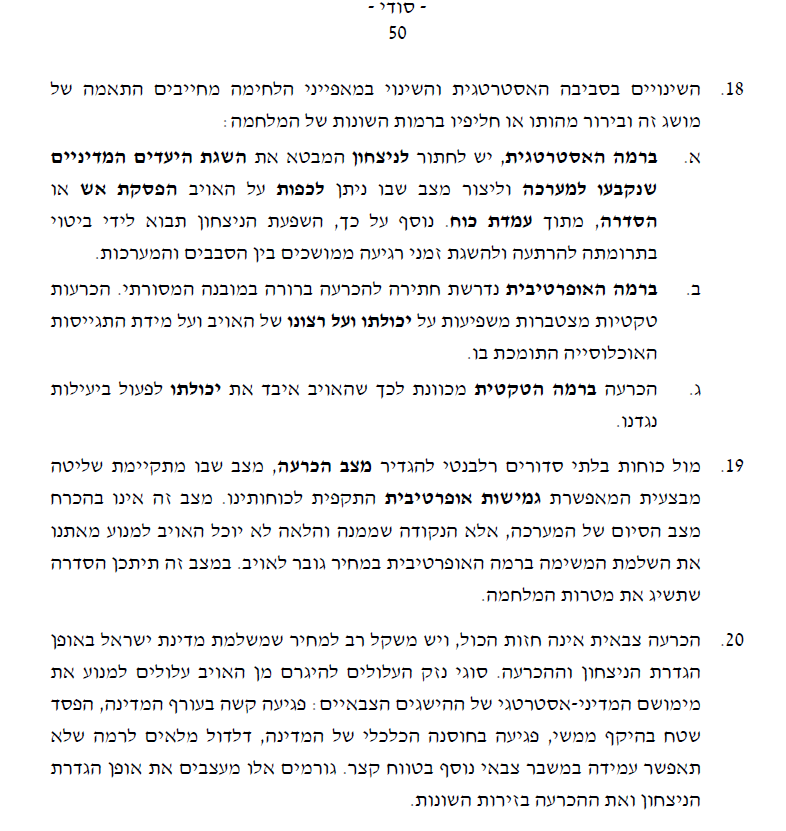 - סודי -
50
18. השינויים בסביבה האסטרטגית והשינוי במאפייני הלחימה מחייבים התאמה של
מושג זה ובירור מהותו או חליפיו ברמות השונות של המלחמה:
א. ברמה האסטרטגית, יש לחתור לניצחון המבטא את השגת היעדים המדיניים
שנקבעו למערכה וליצור מצב שבו ניתן לכפות על האויב הפסקת אש או
הסדרה, מתוך עמדת כוח. נוסף על כך, השפעת הניצחון תבוא לידי ביטוי
בתרומתה להרתעה ולהשגת זמני רגיעה ממושכים בין הסבבים והמערכות.
ב. ברמה האופרטיבית נדרשת חתירה להכרעה ברורה במובנה המסורתי. הכרעות
טקטיות מצטברות משפיעות על יכולתו ועל רצונו של האויב ועל מידת התגייסות
האוכלוסייה התומכת בו.
ג. הכרעה ברמה הטקטית מכוונת לכך שהאויב איבד את יכולתו לפעול ביעילות
נגדנו.
19. מול כוחות בלתי סדורים רלבנטי להגדיר מצב הכרעה, מצב שבו מתקיימת שליטה
מבצעית המאפשרת גמישות אופרטיבית התקפית לכוחותינו. מצב זה אינו בהכרח
מצב הסיום של המערכה, אלא הנקודה שממנה והלאה לא יוכל האויב למנוע מאתנו
את השלמת המשימה ברמה האופרטיבית במחיר גובר לאויב. במצב זה תיתכן הסדרה
שתשיג את מטרות המלחמה.
20. הכרעה צבאית אינה חזות הכול, ויש משקל רב למחיר שמשלמת מדינת ישראל באופן
הגדרת הניצחון וההכרעה. סוגי נזק העלולים להיגרם מן האויב עלולים למנוע את
מימושם המדיני-אסטרטגי של ההישגים הצבאיים: פגיעה קשה בעורף המדינה, הפסד
שטח בהיקף ממשי, פגיעה בחוסנה הכלכלי של המדינה, דלדול מלאים לרמה שלא
תאפשר עמידה במשבר צבאי נוסף בטווח קצר. גורמים אלו מעצבים את אופן הגדרת
הניצחון ואת ההכרעה בזירות השונות.